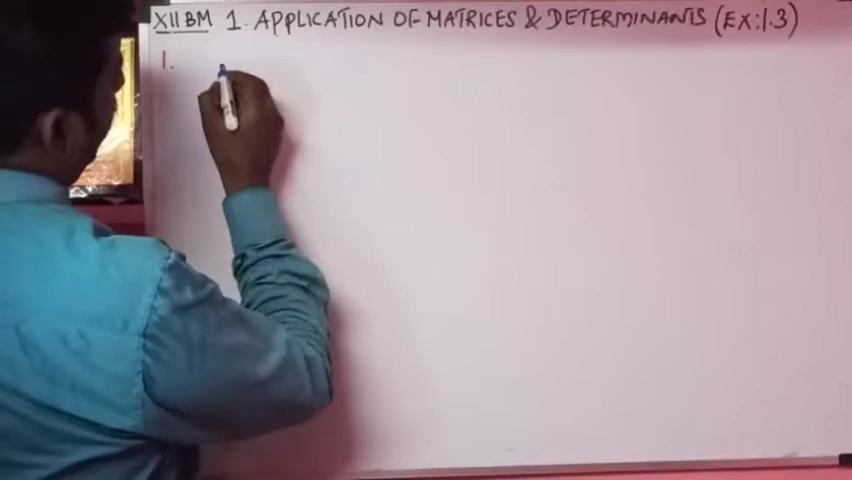 XII BM 1. APPLICATION OF MATRICES & DETERMINANTS (EX:1.3)
1.